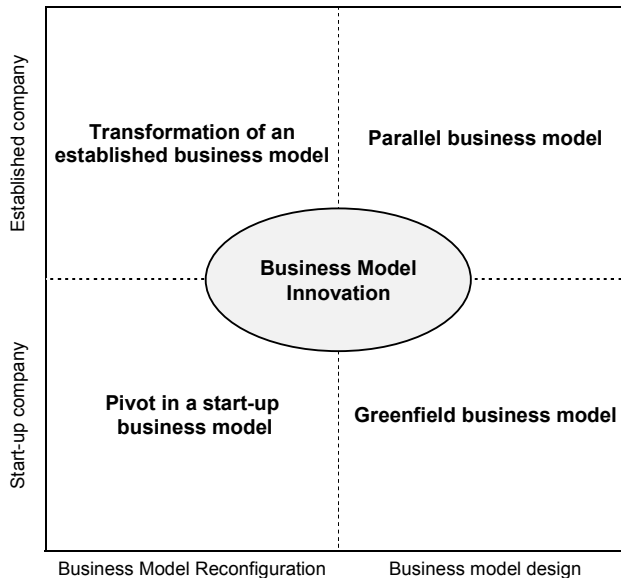 Established company
Transformation of an
established business model
Parallel business model
Business Model
Innovation
Start-up company
Pivot in a start-up
business model
Greenfield business model
Business Model Reconfiguration
Business model design